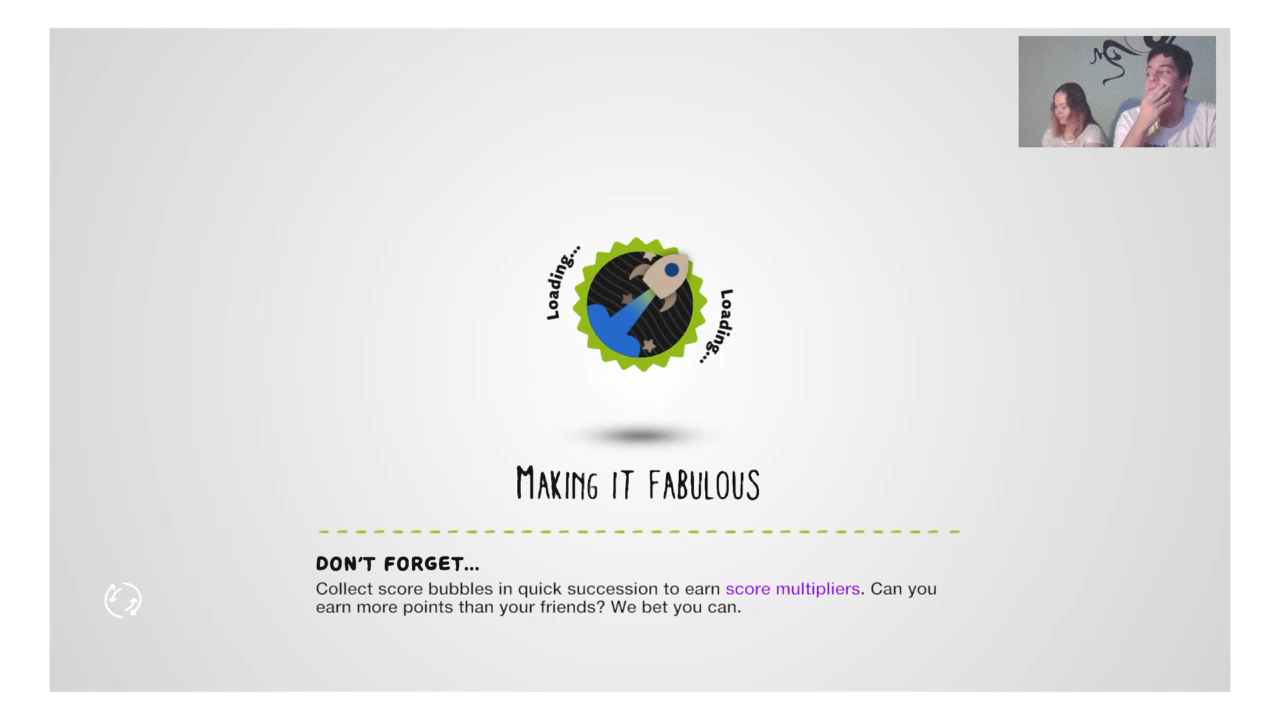 Loading...
Loading...
MAKING IT FABULOUS
DON'T FORGET...
Collect score bubbles in quick succession to earn score multipliers. Can you
earn more points than your friends? We bet you can.